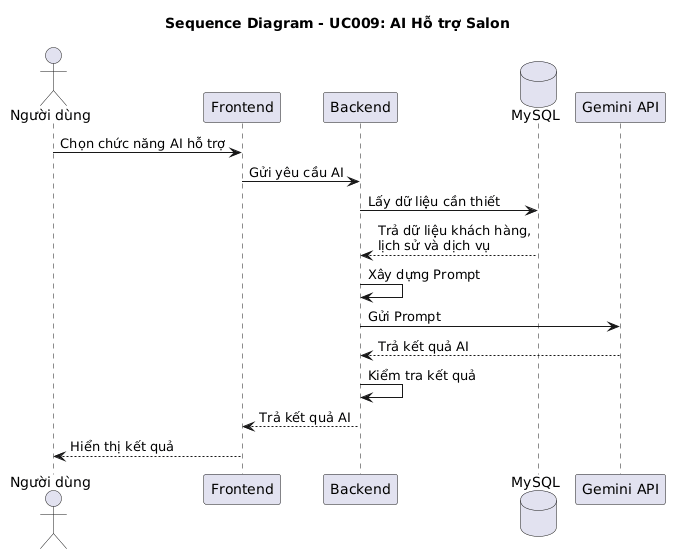 Sequence Diagram - UC009: AI Hỗ trợ Salon
Người dùng
Frontend
Backend
MySQL
Gemini API
Chọn chức năng AI hỗ trợ
Gửi yêu cầu AI
Lấy dữ liệu cần thiết
Trả dữ liệu khách hàng,
lịch sử và dịch vụ
Xây dựng Prompt
Gửi Prompt
Trả kết quả AI
Kiểm tra kết quả
Trả kết quả AI
Hiển thị kết quả
Người dùng
Frontend
Backend
MySQL
Gemini API